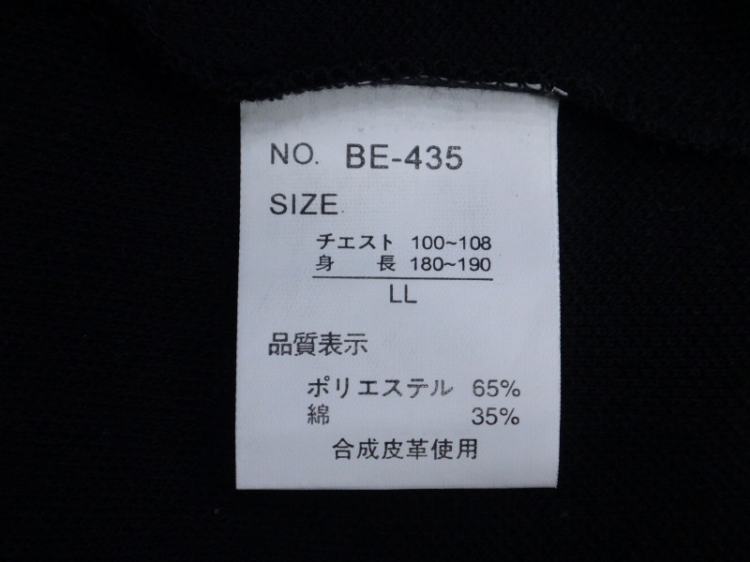 NO. BE-435
SIZE
チエスト 100~108
身 長 180~190
LL
品質表示
ポリエステル 65%
綿 35%
合成皮革使用